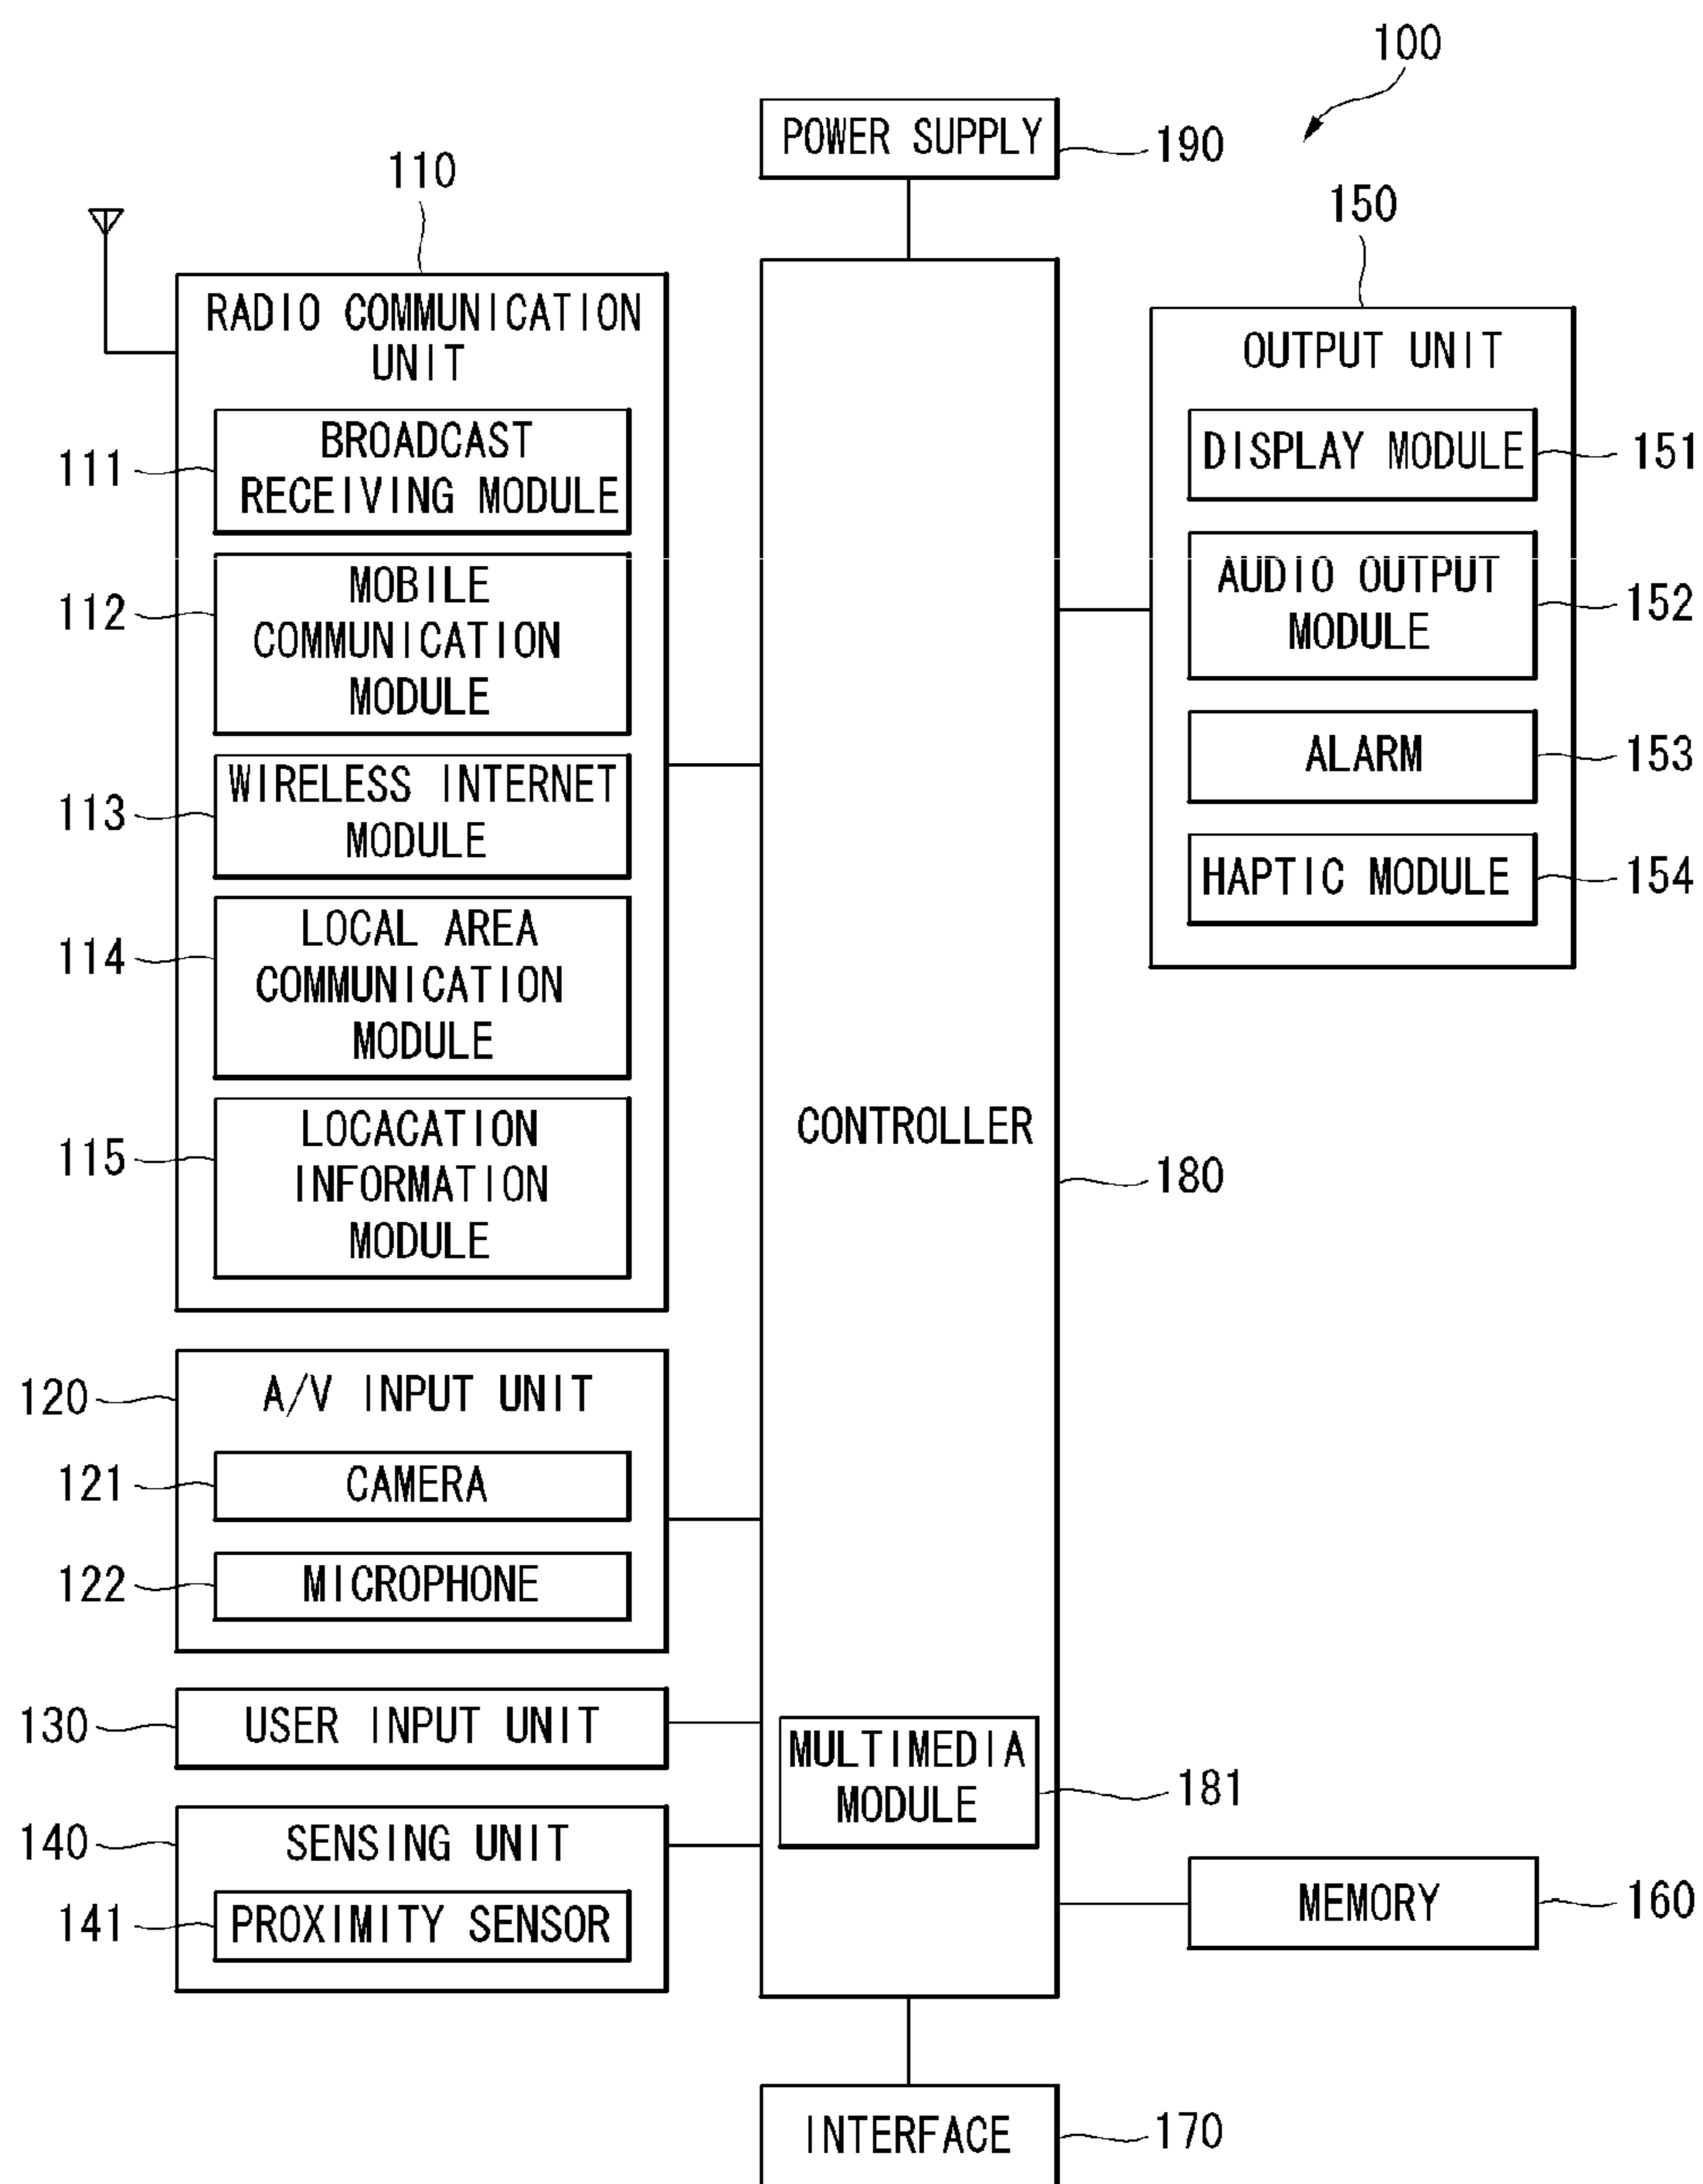 100
POWER SUPPLY
190
110
150
RADIO COMMUNICATION
UNIT
OUTPUT UNIT
111
BROADCAST
RECEIVING MODULE
DISPLAY MODULE
151
112
MOBILE
COMMUNICATION
MODULE
AUDIO OUTPUT
MODULE
152
113
WIRELESS INTERNET
MODULE
ALARM
153
HAPTIC MODULE
154
114
LOCAL AREA
COMMUNICATION
MODULE
115
LOCACATION
INFORMATION
MODULE
CONTROLLER
180
120
A/V INPUT UNIT
121
CAMERA
122
MICROPHONE
130
USER INPUT UNIT
MULTIMEDIA
MODULE
181
140
SENSING UNIT
141
PROXIMITY SENSOR
MEMORY
160
INTERFACE
170